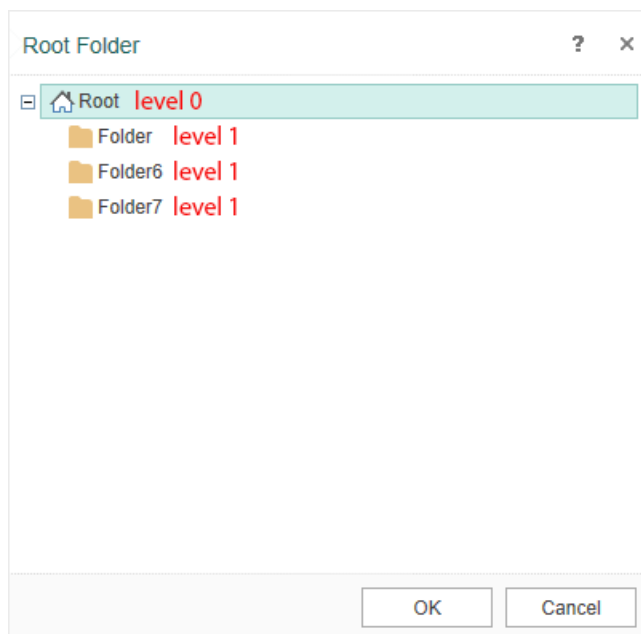 Root Folder ?
Root level 0
Folder level 1
Folder6 level 1
Folder7 level 1
OK Cancel